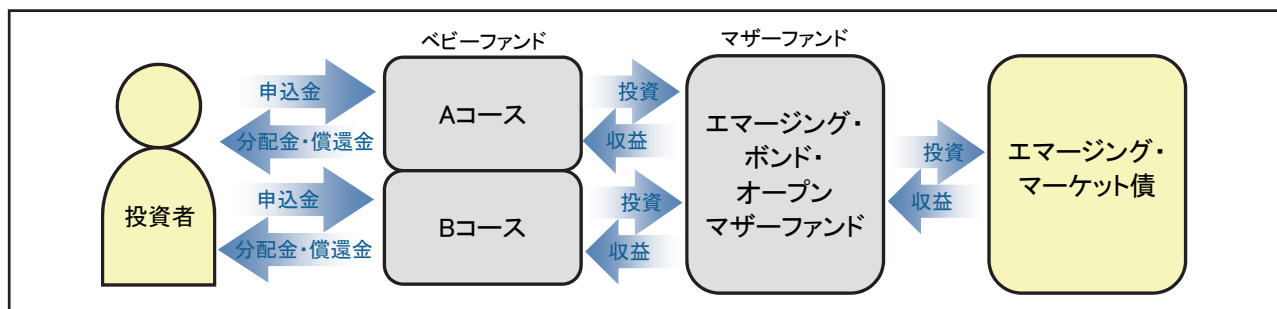 ベビーファンド
マザーファンド
申込金
分配金・償還金
申込金
分配金・償還金
投資者
Aコース
Bコース
投資
収益
投資
収益
エマージング・
ボンド・
オープン
マザーファンド
投資
収益
エマージング・
マーケット債